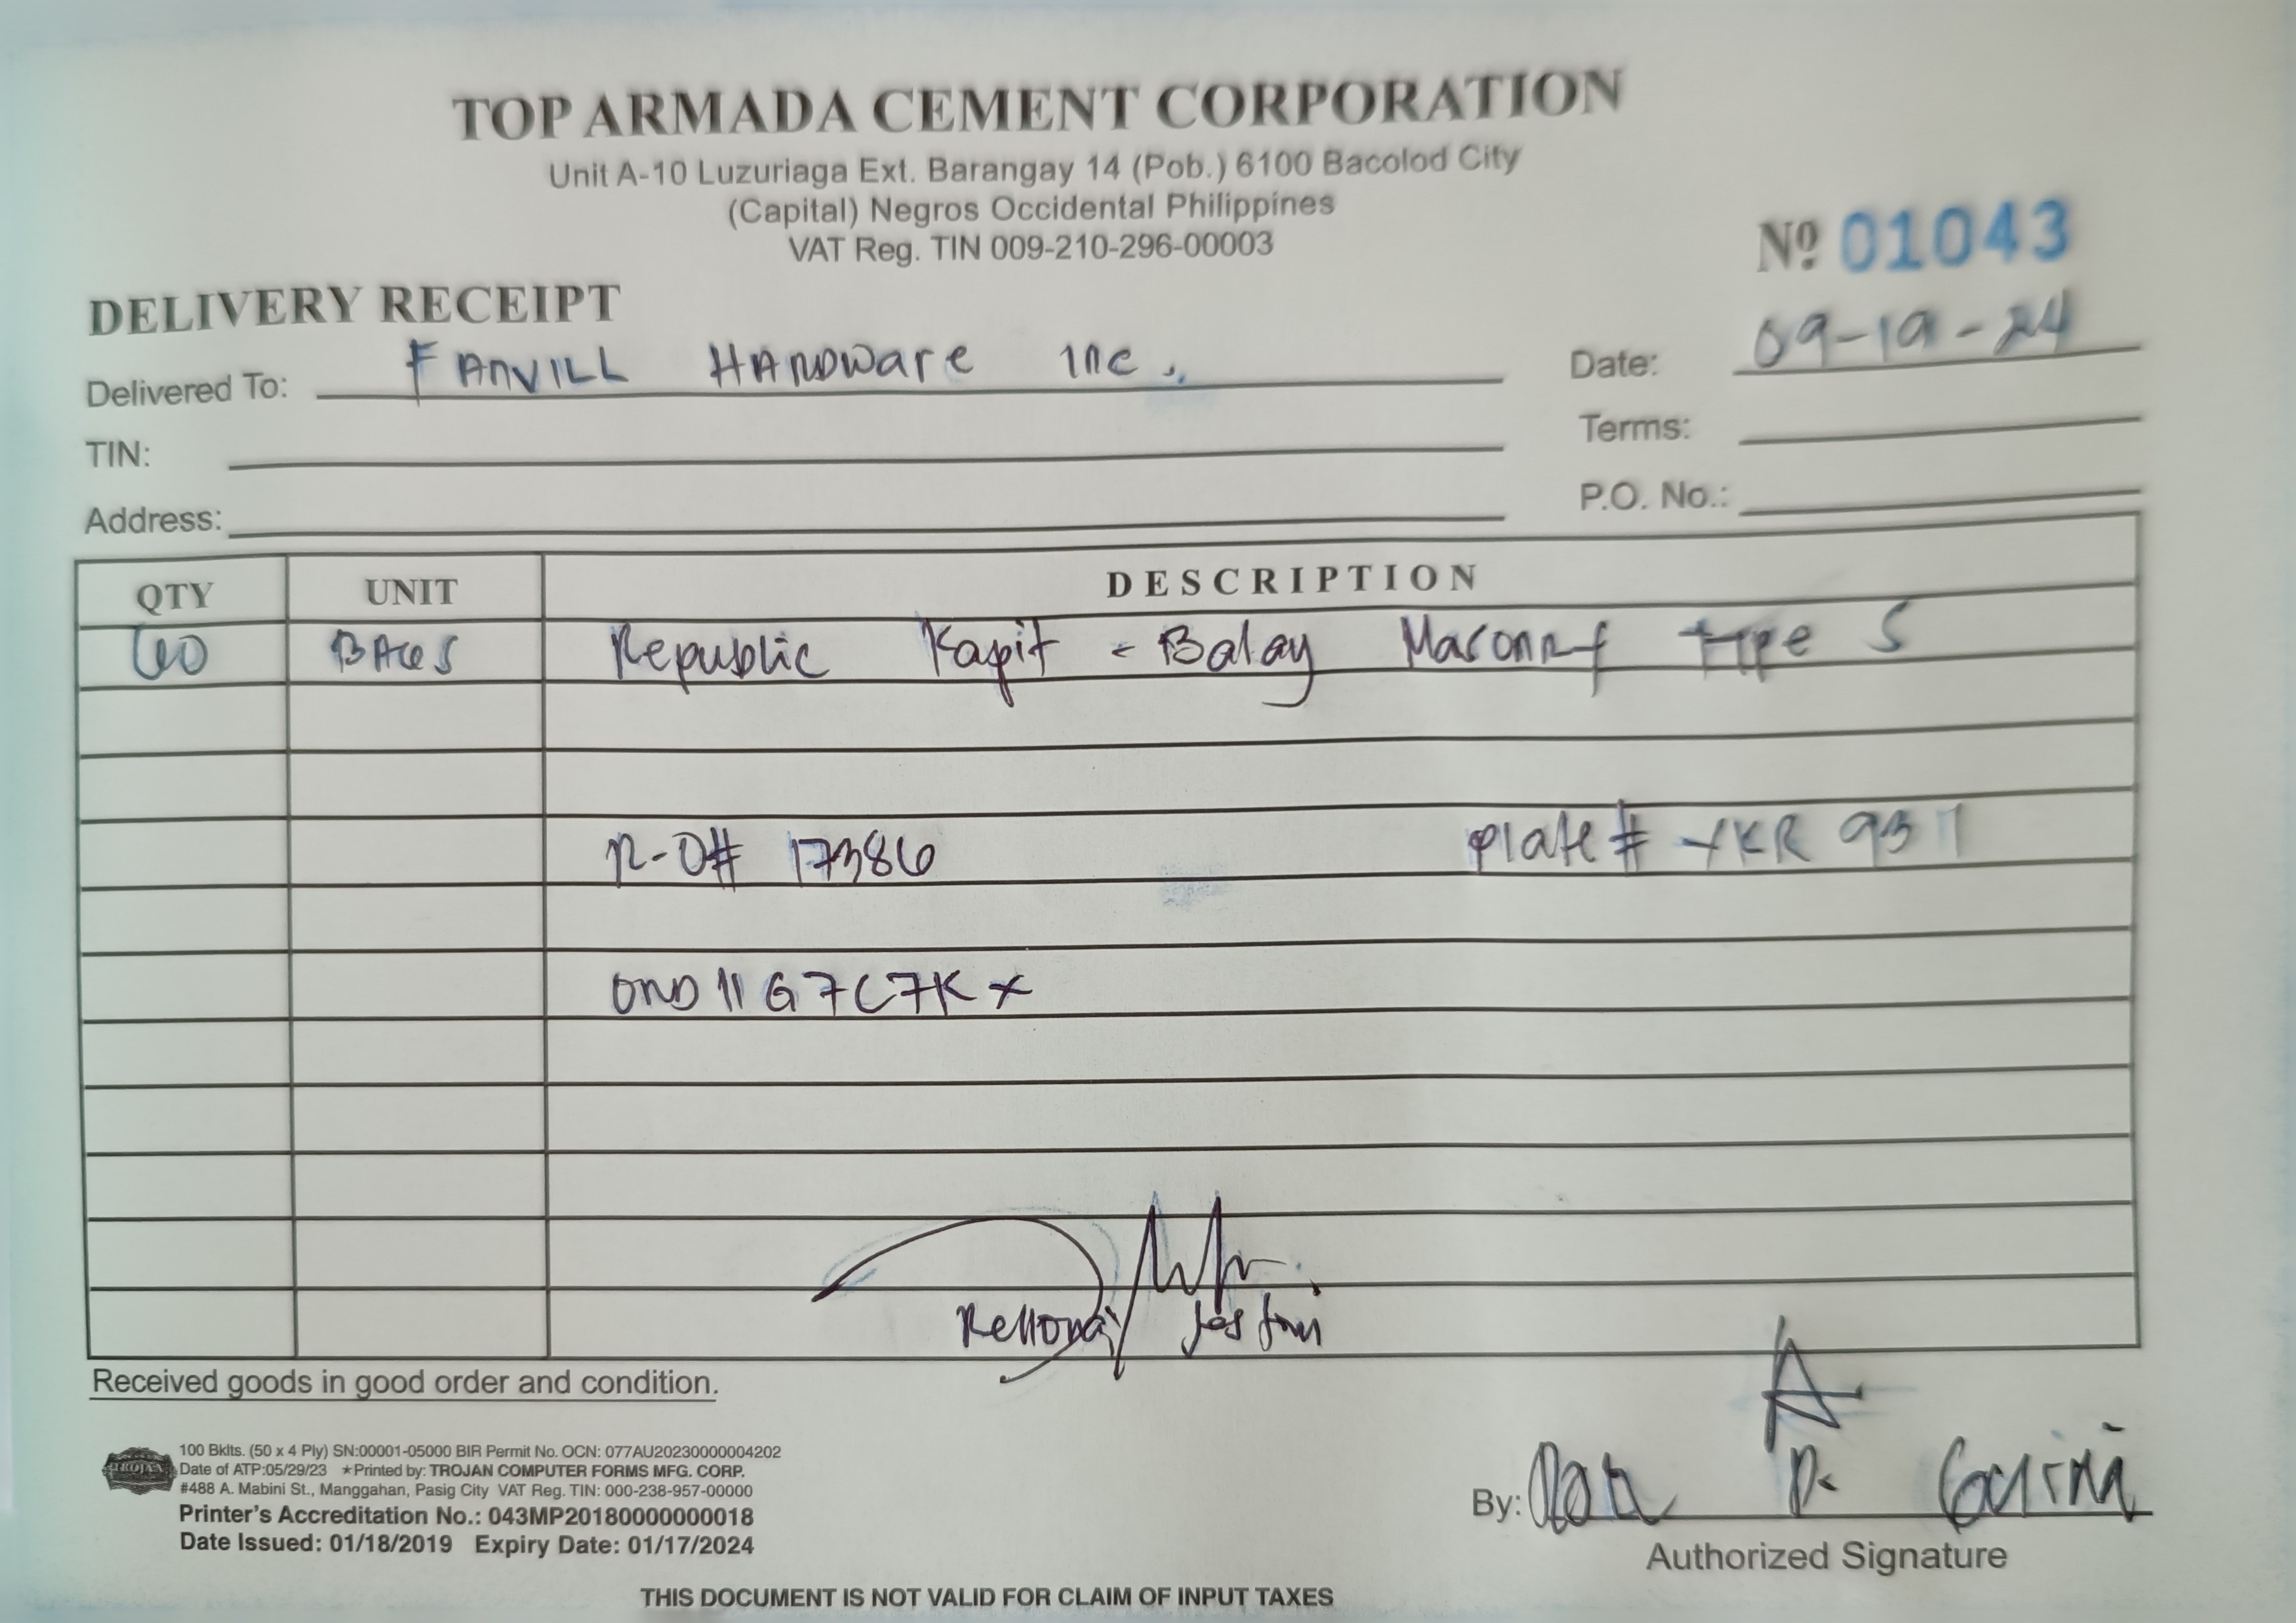 TOP ARMADA CEMENT CORPORATION
Unit A-10 Luzuriaga Ext. Barangay 14 (Pob.) 6100 Bacolod City
(Capital) Negros Occidental Philippines
VAT Reg. TIN 009-210-296-00003
Nº 01043
DELIVERY RECEIPT
Delivered To: FANVILL HARDWARE INC.
Date: 09-19-24
TIN:
Terms:
Address:
P.O. No.:
QTY UNIT DESCRIPTION
60 BAGS Republic Kapit - Balay Masonry Type S
R-O# 17386 Plate # YKR 937
OND11G7C7KX
Received goods in good order and condition.
100 Bklts. (50 x 4 Ply) SN:00001-05000 BIR Permit No. OCN: 077AU20230000004202
Date of ATP:05/29/23 ★Printed by: TROJAN COMPUTER FORMS MFG. CORP.
#488 A. Mabini St., Manggahan, Pasig City VAT Reg. TIN: 000-238-957-00000
Printer's Accreditation No.: 043MP20180000000018
Date Issued: 01/18/2019 Expiry Date: 01/17/2024
TROJAN
By:
Authorized Signature
THIS DOCUMENT IS NOT VALID FOR CLAIM OF INPUT TAXES